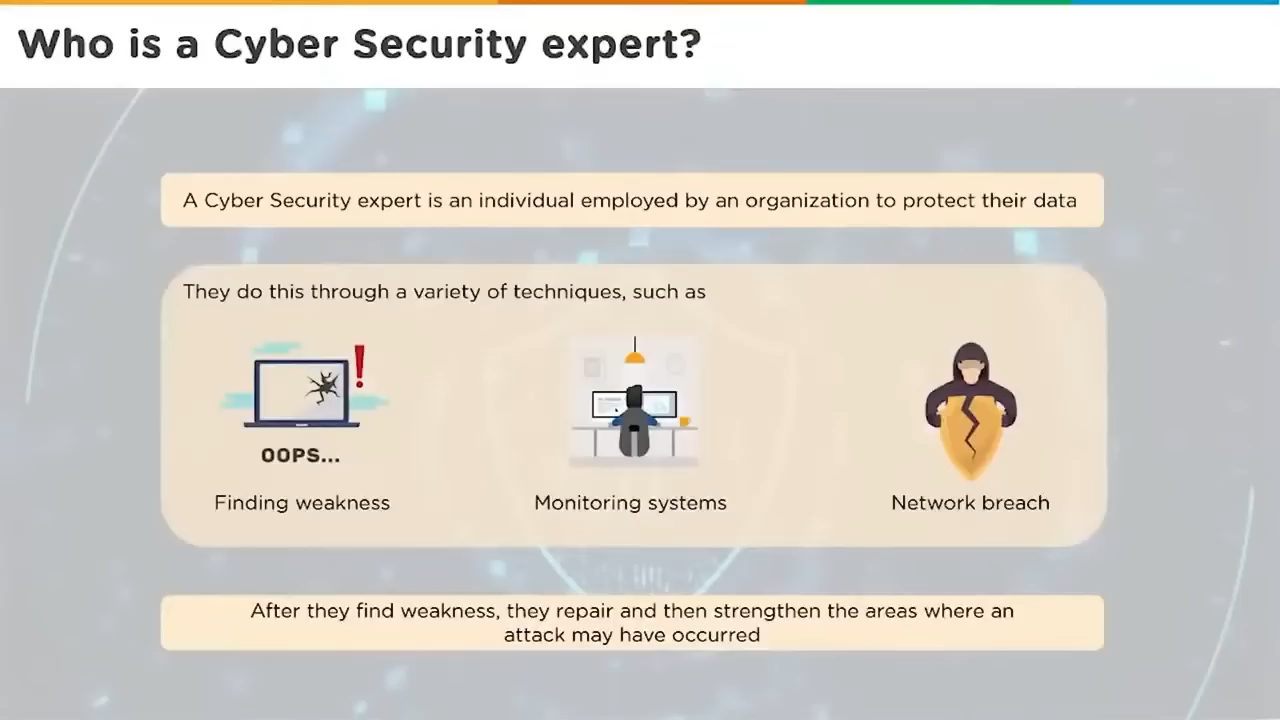 Who is a Cyber Security expert?
A Cyber Security expert is an individual employed by an organization to protect their data
They do this through a variety of techniques, such as
OOPS...
Finding weakness
Monitoring systems
Network breach
After they find weakness, they repair and then strengthen the areas where an
attack may have occurred